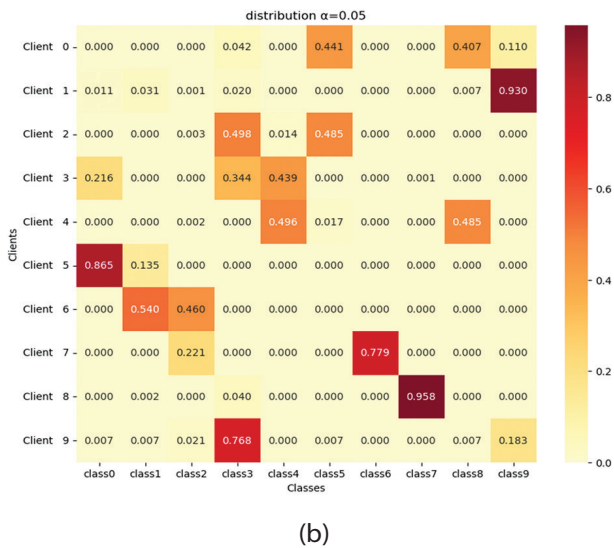 distribution α=0.05
Client 0 0.000 0.000 0.000 0.042 0.000 0.441 0.000 0.000 0.407 0.110
Client 1 0.011 0.031 0.001 0.020 0.000 0.000 0.000 0.000 0.007 0.930
Client 2 0.000 0.000 0.003 0.498 0.014 0.485 0.000 0.000 0.000 0.000
Client 3 0.216 0.000 0.000 0.344 0.439 0.000 0.000 0.001 0.000 0.000
Client 4 0.000 0.000 0.002 0.000 0.496 0.017 0.000 0.000 0.485 0.000
Client 5 0.865 0.135 0.000 0.000 0.000 0.000 0.000 0.000 0.000 0.000
Client 6 0.000 0.540 0.460 0.000 0.000 0.000 0.000 0.000 0.000 0.000
Client 7 0.000 0.000 0.221 0.000 0.000 0.000 0.779 0.000 0.000 0.000
Client 8 0.000 0.002 0.000 0.040 0.000 0.000 0.000 0.958 0.000 0.000
Client 9 0.007 0.007 0.021 0.768 0.000 0.007 0.000 0.000 0.007 0.183
class0 class1 class2 class3 class4 class5 class6 class7 class8 class9
Classes
Clients
0.8
0.6
0.4
0.2
0.0
(b)